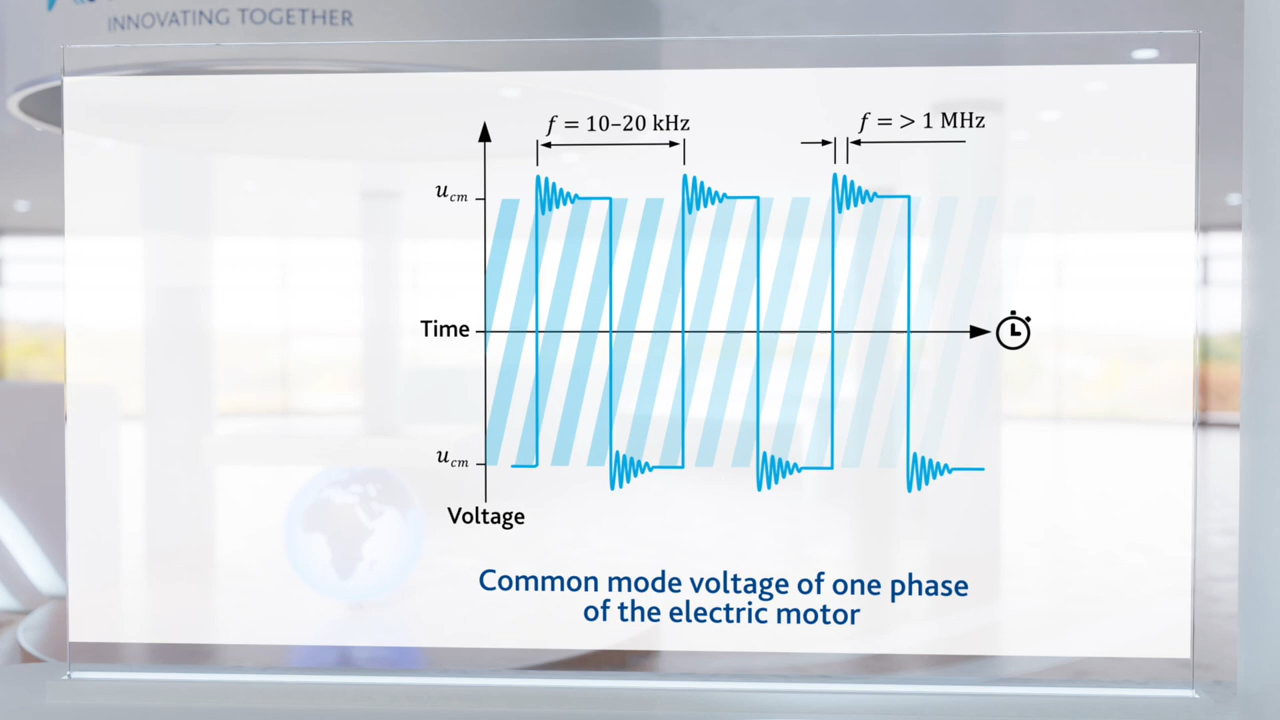 INNOVATING TOGETHER
f = 10–20 kHz
f = > 1 MHz
u_cm
Time
u_cm
Voltage
Common mode voltage of one phase
of the electric motor